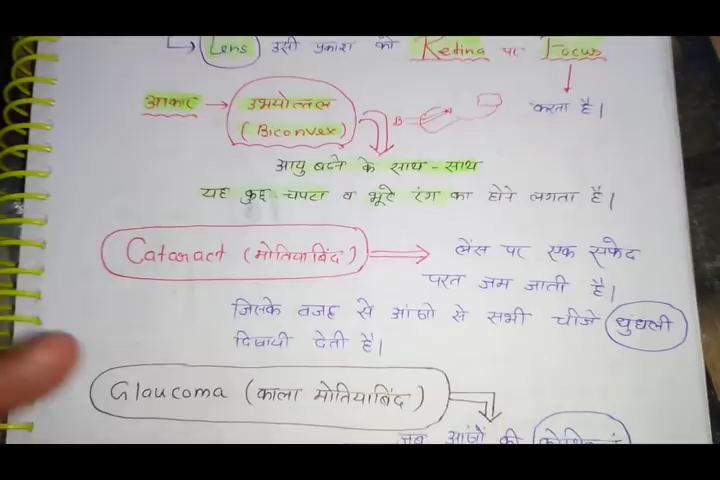 Lens उसी प्रकाश को Retina पर Focus
करता है।
आकार → उभयोत्तल
(Biconvex)
आयु बढ़ने के साथ-साथ
यह कुछ-चपटा व भूरे रंग का होने लगता है।
Cataract (मोतियाबिंद) लेंस पर एक सफेद
परत जम जाती है।
जिसके वजह से आंखो से सभी चीजे धुंधली
दिखायी देती है।
Glaucoma (काला मोतियाबिंद)
जब आंखों की